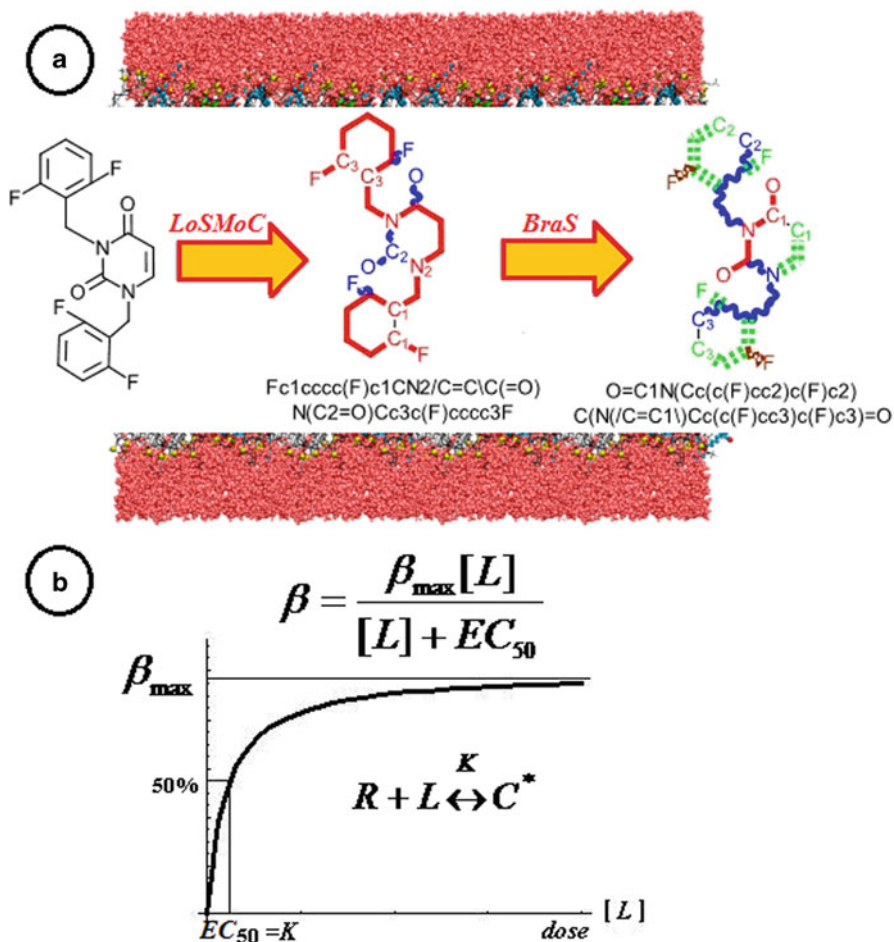 a
F
F
O
N
O
N
F
F
LoSMoC
F
F C3
C3
O
N
C2
O
N2
F
C1
C1 F
Fc1cccc(F)c1CN2/C=C\C(=O)
N(C2=O)Cc3c(F)cccc3F
BraS
C2
C2
F
F
O
C1
N
C1
O
N
F
C3
C3
F
O=C1N(Cc(c(F)cc2)c(F)c2)
C(N(/C=C1\)Cc(c(F)cc3)c(F)c3)=O
b
β = βmax[L] / [L] + EC50
βmax
50%
K
R + L ↔ C*
[L]
EC50 =K
dose